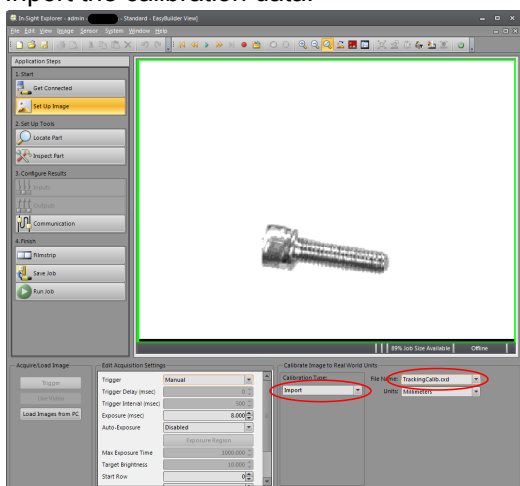 import the calibration data.
In-Sight Explorer - admin - Standard - [EasyBuilder View]
File Edit View Image Sensor System Window Help
Application Steps
1. Start
Get Connected
Set Up Image
2. Set Up Tools
Locate Part
Inspect Part
3. Configure Results
Inputs
Outputs
Communication
4. Finish
Filmstrip
Save Job
Run Job
89% Job Size Available Offline
Acquire/Load Image
Trigger
Live Video
Load Images from PC
Edit Acquisition Settings
Trigger Manual
Trigger Delay (msec) 0
Trigger Interval (msec) 500
Exposure (msec) 8.000
Auto-Exposure Disabled
Exposure Region
Max Exposure Time 1000.000
Target Brightness 10.000
Start Row 0
Calibrate Image to Real World Units
Calibration Type:
Import
File Name: TrackingCalib.cxd
Units: Millimeters